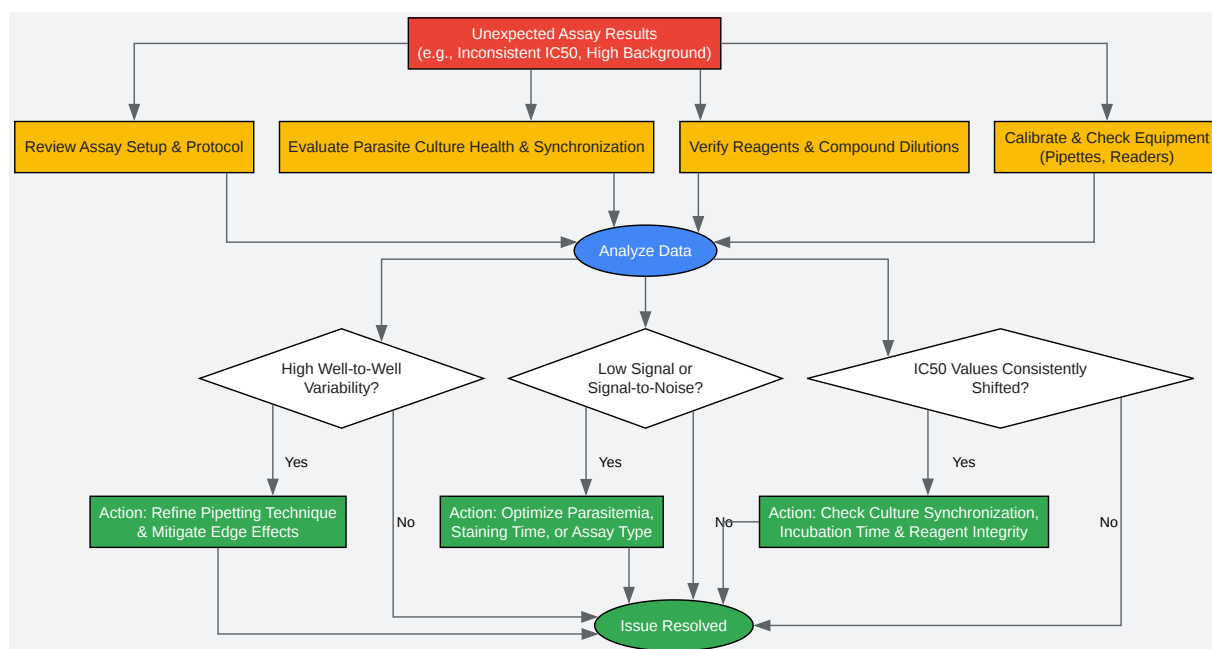 Unexpected Assay Results
(e.g., Inconsistent IC50, High Background)
Review Assay Setup & Protocol
Evaluate Parasite Culture Health & Synchronization
Verify Reagents & Compound Dilutions
Calibrate & Check Equipment
(Pipettes, Readers)
Analyze Data
High Well-to-Well
Variability?
Low Signal or
Signal-to-Noise?
IC50 Values Consistently
Shifted?
Yes
Yes
Yes
Action: Refine Pipetting Technique
& Mitigate Edge Effects
No
Action: Optimize Parasitemia,
Staining Time, or Assay Type
No
Action: Check Culture Synchronization,
Incubation Time & Reagent Integrity
No
Issue Resolved